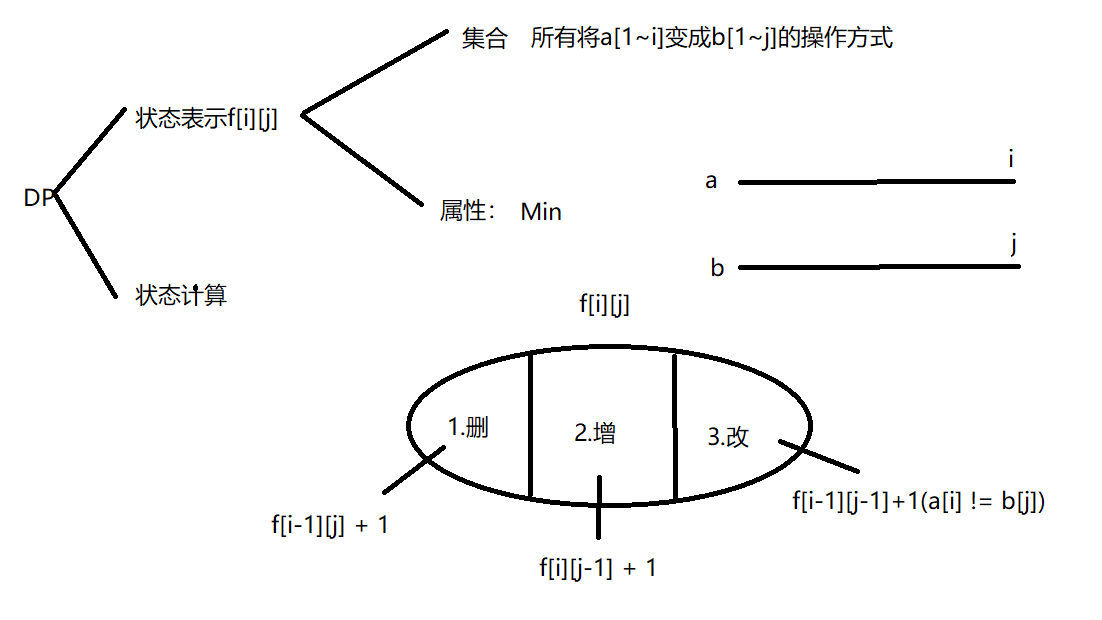 集合 所有将a[1~i]变成b[1~j]的操作方式
状态表示f[i][j]
DP
属性： Min
状态计算
i
a
j
b
f[i][j]
1.删
2.增
3.改
f[i-1][j] + 1
f[i][j-1] + 1
f[i-1][j-1]+1(a[i] != b[j])